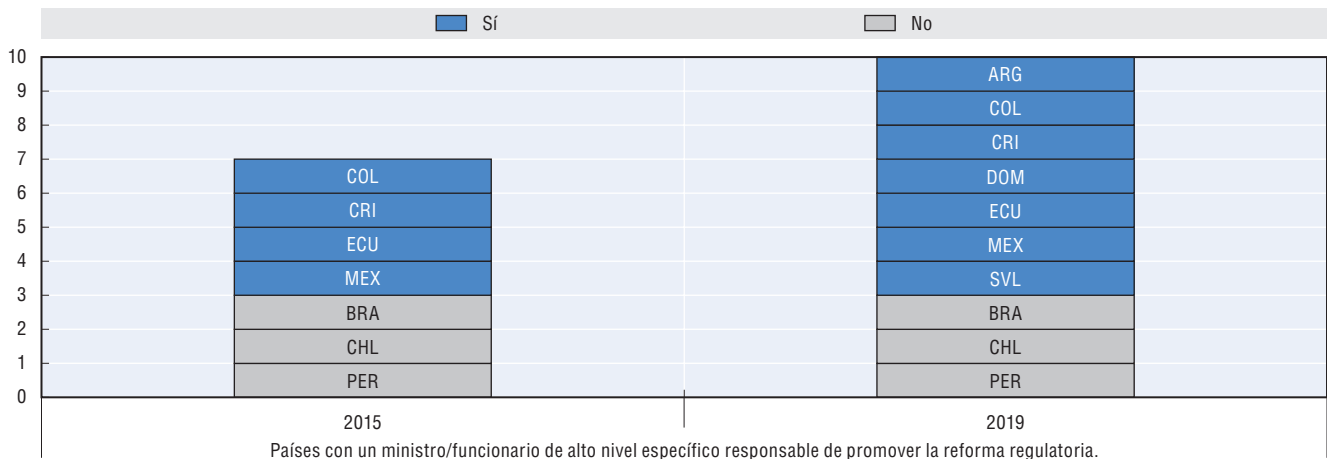 Sí No
10
9
8
7
6
5
4
3
2
1
0
COL
CRI
ECU
MEX
BRA
CHL
PER
ARG
COL
CRI
DOM
ECU
MEX
SVL
BRA
CHL
PER
2015 2019
Países con un ministro/funcionario de alto nivel específico responsable de promover la reforma regulatoria.